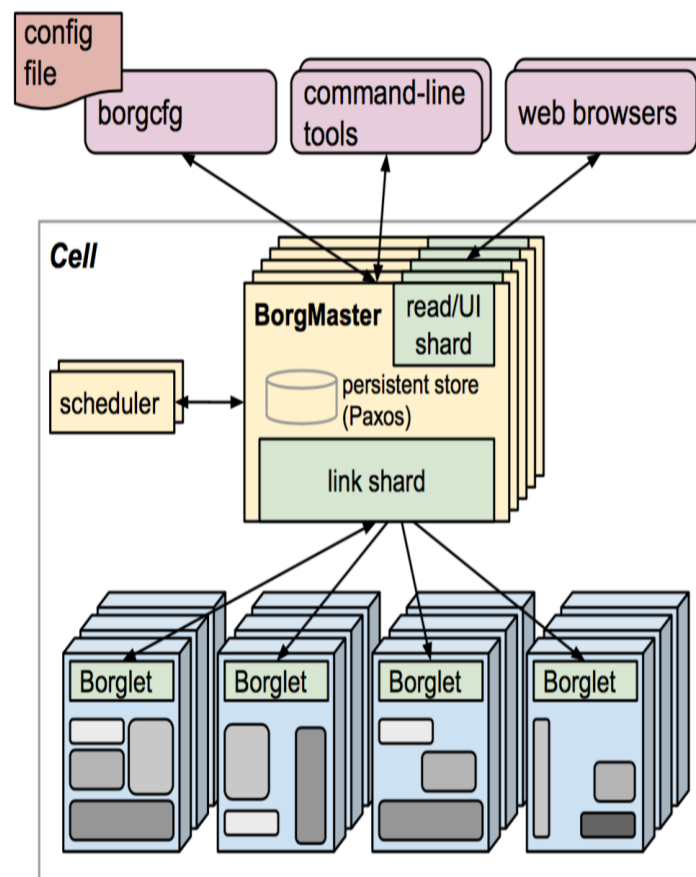 config
file
borgcfg
command-line
tools
web browsers
Cell
BorgMaster
read/UI
shard
persistent store
(Paxos)
scheduler
link shard
Borglet
Borglet
Borglet
Borglet